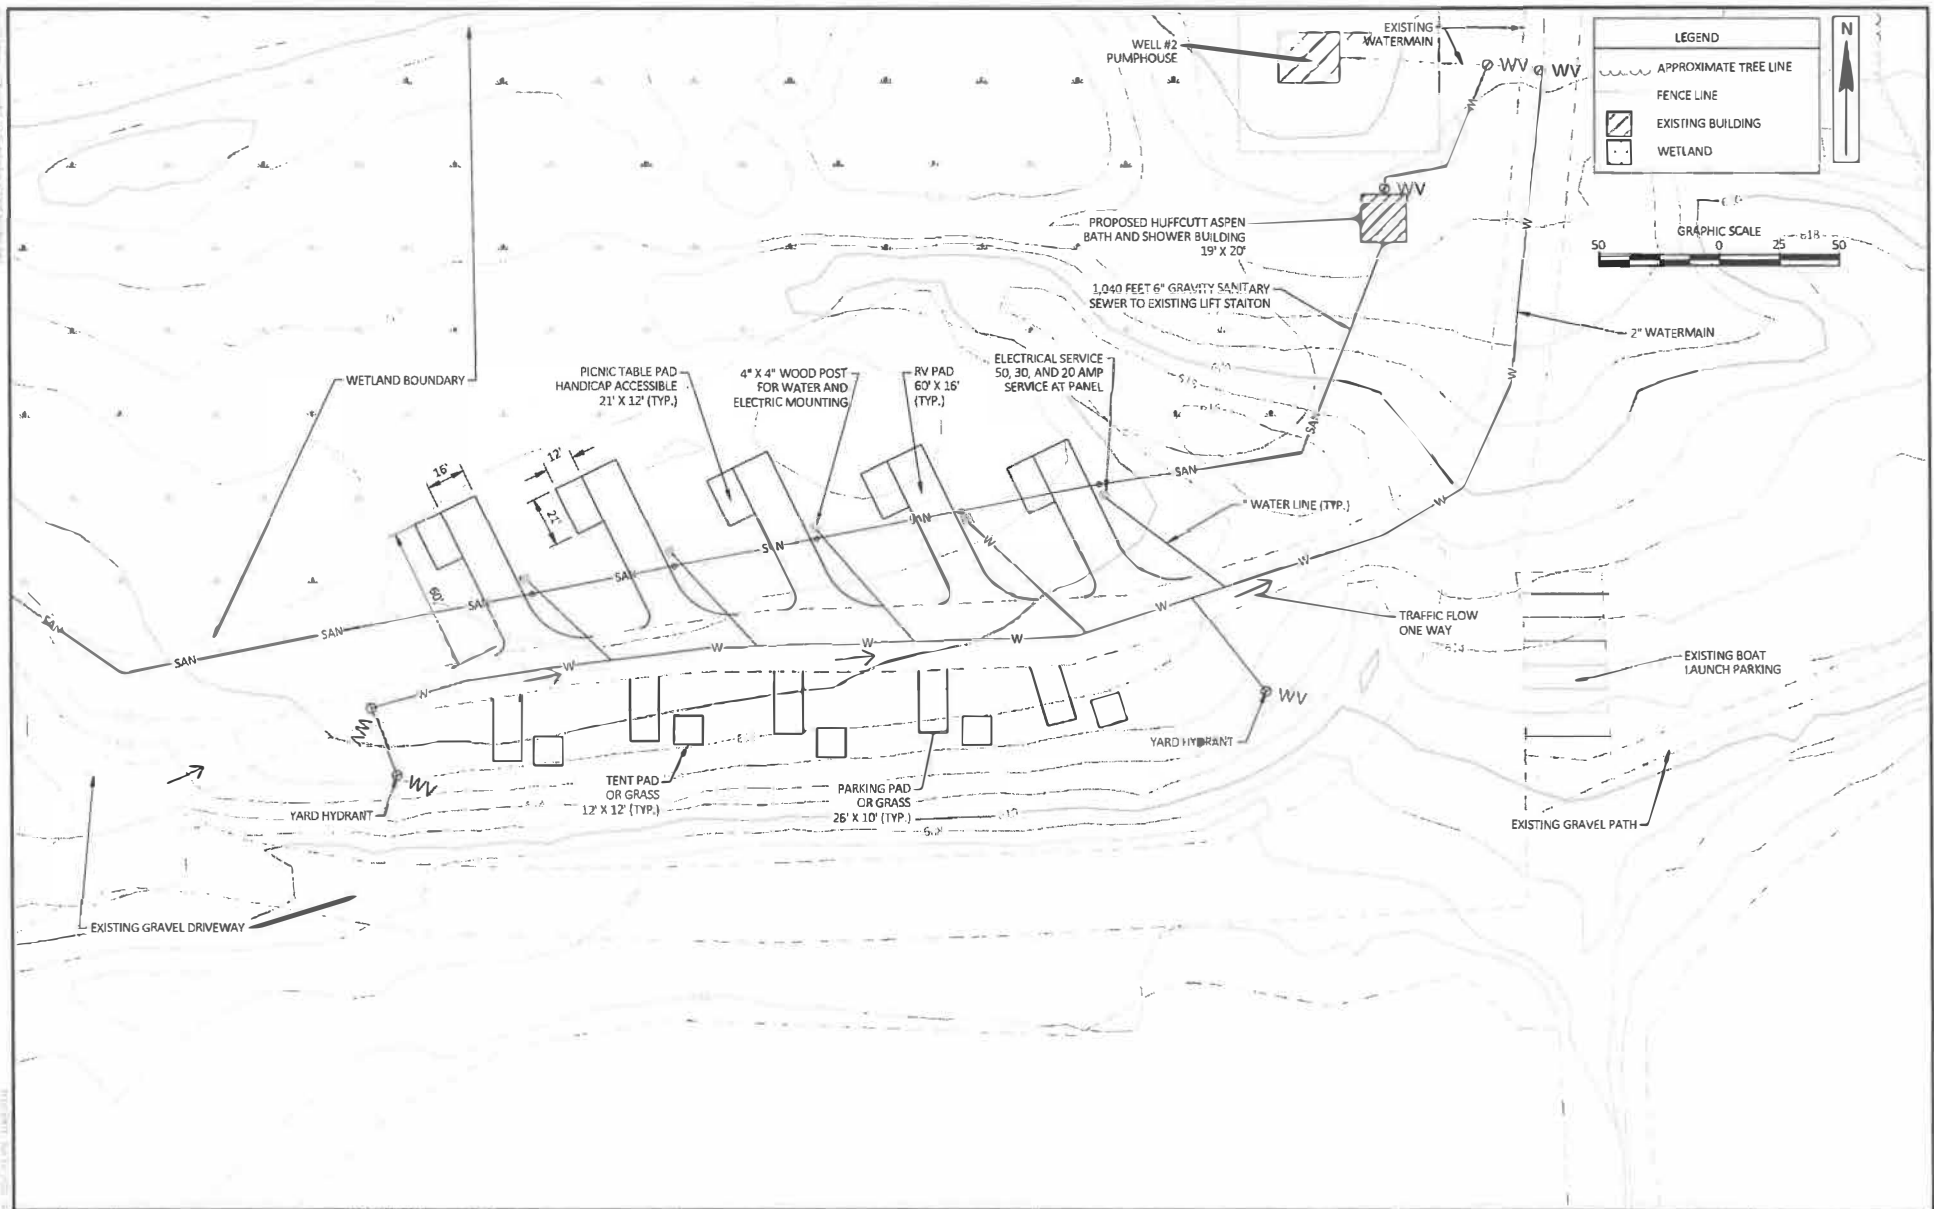 EXISTING
WATERMAIN
WELL #2
PUMPHOUSE
WV
WV
LEGEND
APPROXIMATE TREE LINE
FENCE LINE
EXISTING BUILDING
WETLAND
N
WV
PROPOSED HUFFCUTT ASPEN
BATH AND SHOWER BUILDING
19' X 20'
GRAPHIC SCALE
50 0 25 50
618
1,040 FEET 6" GRAVITY SANITARY
SEWER TO EXISTING LIFT STAITON
2" WATERMAIN
W
W
W
WETLAND BOUNDARY
PICNIC TABLE PAD
HANDICAP ACCESSIBLE
21' X 12' (TYP.)
4" X 4" WOOD POST
FOR WATER AND
ELECTRIC MOUNTING
RV PAD
60' X 16'
(TYP.)
ELECTRICAL SERVICE
50, 30, AND 20 AMP
SERVICE AT PANEL
16'
12'
21'
60'
SAN
SAN
SAN
SAN
SAN
" WATER LINE (TYP.)
W
W
W
W
W
W
W
W
W
TRAFFIC FLOW
ONE WAY
EXISTING BOAT
LAUNCH PARKING
WV
WV
YARD HYDRANT
YARD HYDRANT
WV
TENT PAD
OR GRASS
12' X 12' (TYP.)
PARKING PAD
OR GRASS
26' X 10' (TYP.)
EXISTING GRAVEL PATH
EXISTING GRAVEL DRIVEWAY